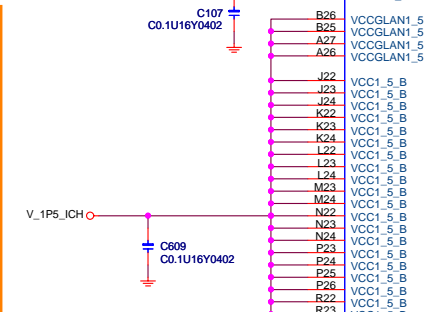 C107
C0.1U16Y0402
B26 VCCGLAN1_5
B25 VCCGLAN1_5
A27 VCCGLAN1_5
A26 VCCGLAN1_5
J22 VCC1_5_B
J23 VCC1_5_B
J24 VCC1_5_B
K22 VCC1_5_B
K23 VCC1_5_B
K24 VCC1_5_B
L22 VCC1_5_B
L23 VCC1_5_B
L24 VCC1_5_B
M23 VCC1_5_B
M24 VCC1_5_B
V_1P5_ICH
N22 VCC1_5_B
N23 VCC1_5_B
N24 VCC1_5_B
P23 VCC1_5_B
C609
C0.1U16Y0402
P24 VCC1_5_B
P25 VCC1_5_B
P26 VCC1_5_B
R22 VCC1_5_B
R23